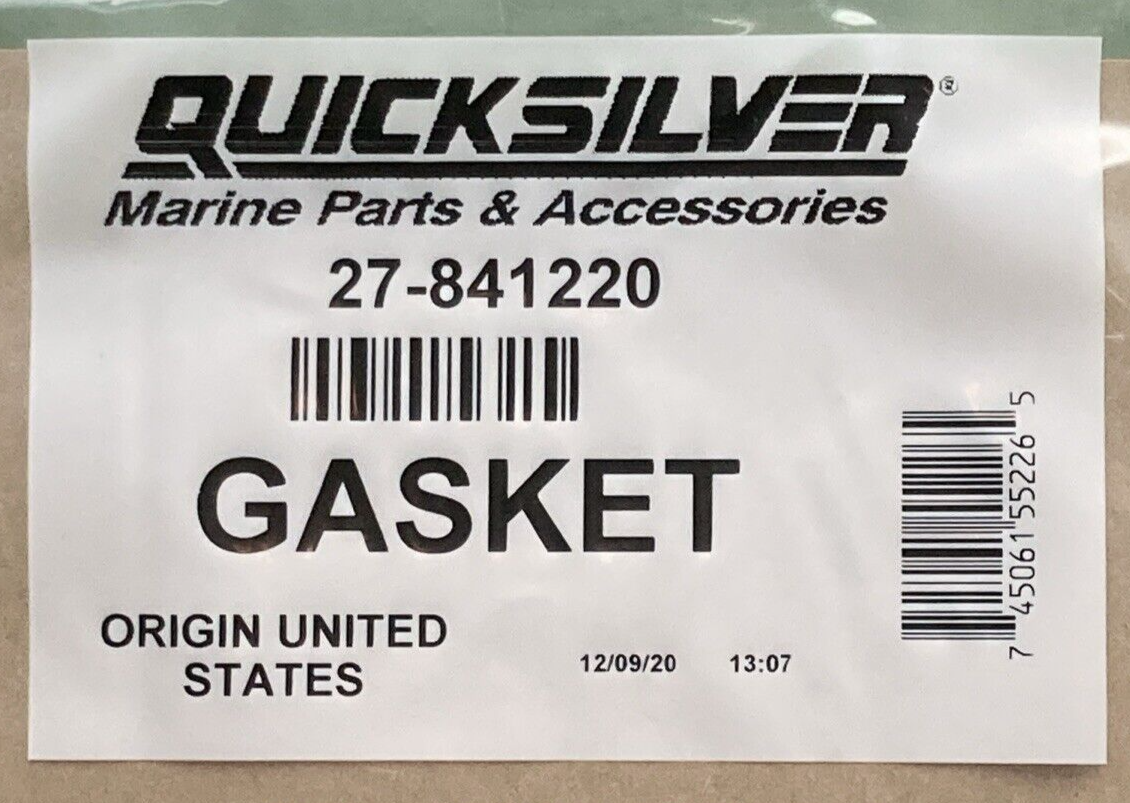 QUICKSILVER®
Marine Parts & Accessories
27-841220
GASKET
ORIGIN UNITED
STATES
12/09/20 13:07
7 45061 55226 5